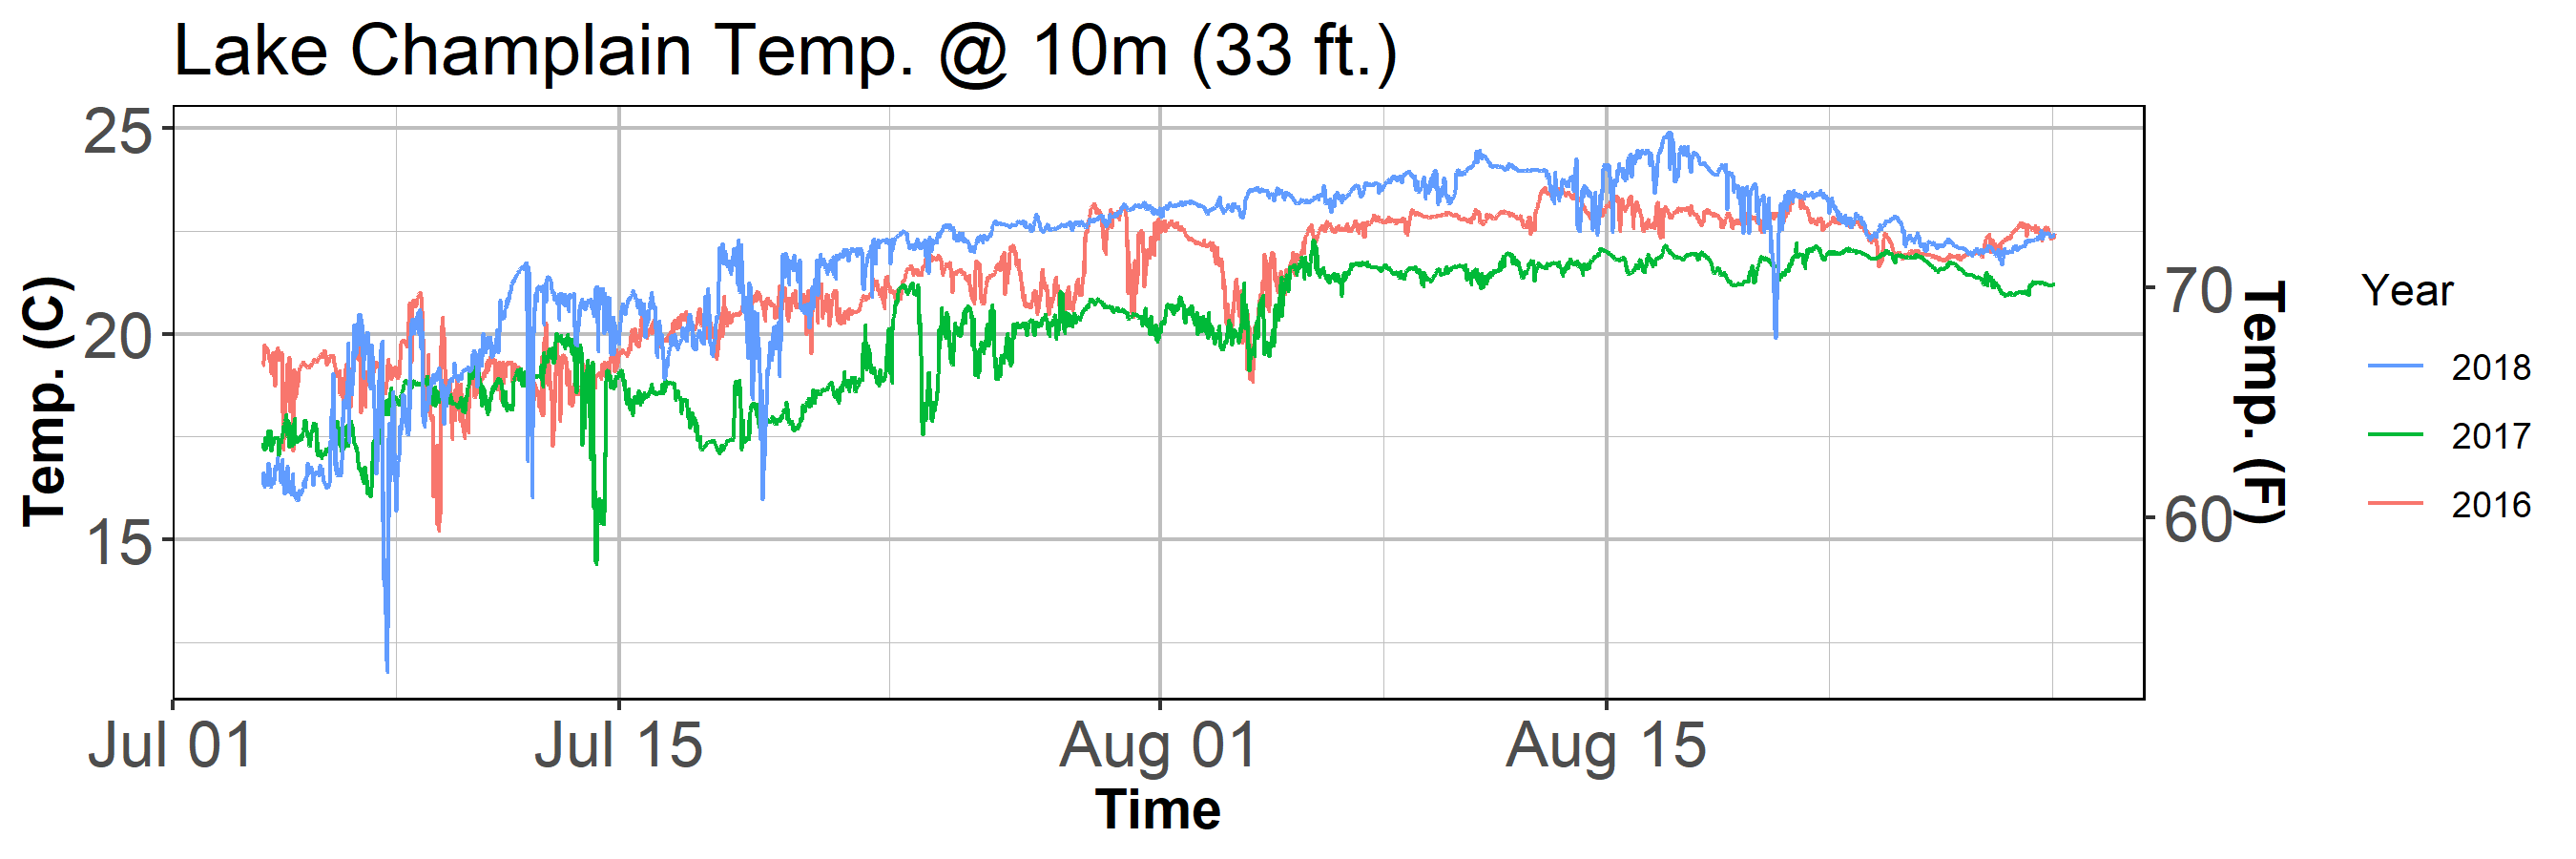 Lake Champlain Temp. @ 10m (33 ft.)
25
20
15
Temp. (C)
70
60
Temp. (F)
Jul 01
Jul 15
Aug 01
Aug 15
Time
Year
2018
2017
2016